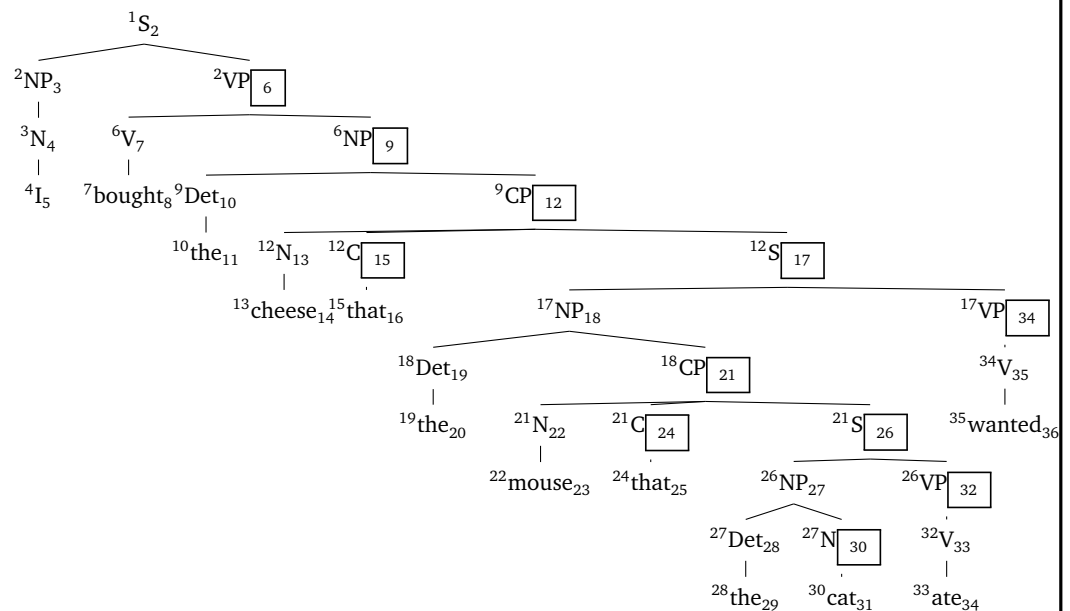 ¹S₂
²NP₃ ²VP 6
³N₄ ⁶V₇ ⁶NP 9
⁴I₅ ⁷bought₈ ⁹Det₁₀ ⁹CP 12
¹⁰the₁₁ ¹²N₁₃ ¹²C 15 ¹²S 17
¹³cheese₁₄ ¹⁵that₁₆ ¹⁷NP₁₈ ¹⁷VP 34
¹⁸Det₁₉ ¹⁸CP 21 ³⁴V₃₅
¹⁹the₂₀ ²¹N₂₂ ²¹C 24 ²¹S 26 ³⁵wanted₃₆
²²mouse₂₃ ²⁴that₂₅ ²⁶NP₂₇ ²⁶VP 32
²⁷Det₂₈ ²⁷N 30 ³²V₃₃
²⁸the₂₉ ³⁰cat₃₁ ³³ate₃₄